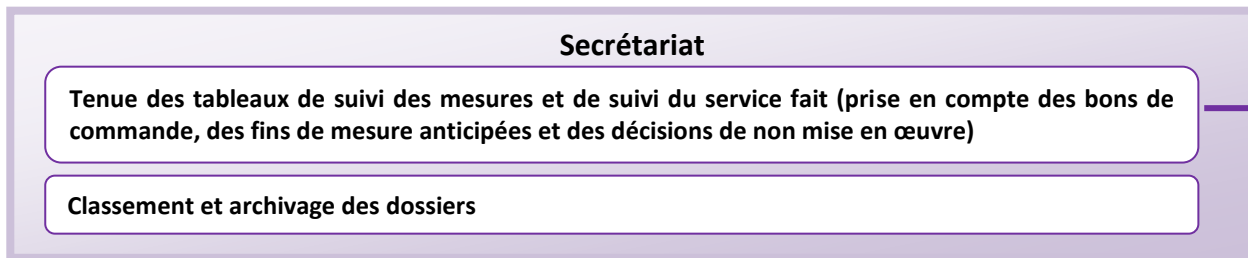 Secrétariat
Tenue des tableaux de suivi des mesures et de suivi du service fait (prise en compte des bons de
commande, des fins de mesure anticipées et des décisions de non mise en œuvre)
Classement et archivage des dossiers